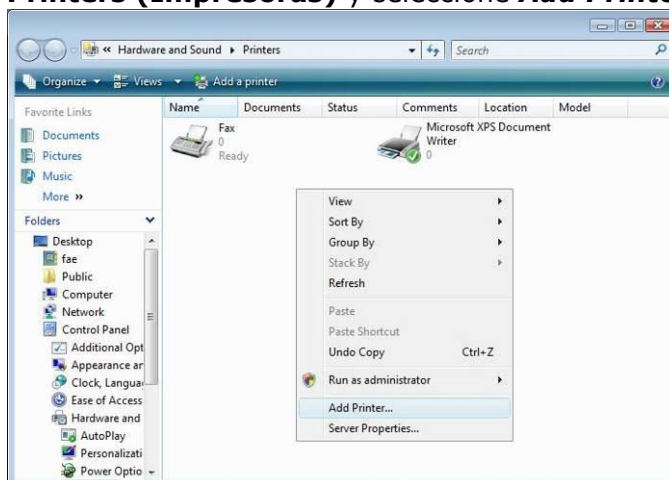 Printers (Impresoras) y seleccione Add Printe
« Hardware and Sound ▸ Printers
Search
Organize Views Add a printer
Favorite Links
Documents
Pictures
Music
More »
Folders
Desktop
fae
Public
Computer
Network
Control Panel
Additional Opt
Appearance an
Clock, Languag
Ease of Access
Hardware and
AutoPlay
Personalizati
Power Optio
Name Documents Status Comments Location Model
Fax
0
Ready
Microsoft XPS Document
Writer
0
View
Sort By
Group By
Stack By
Refresh
Paste
Paste Shortcut
Undo Copy Ctrl+Z
Run as administrator
Add Printer...
Server Properties...